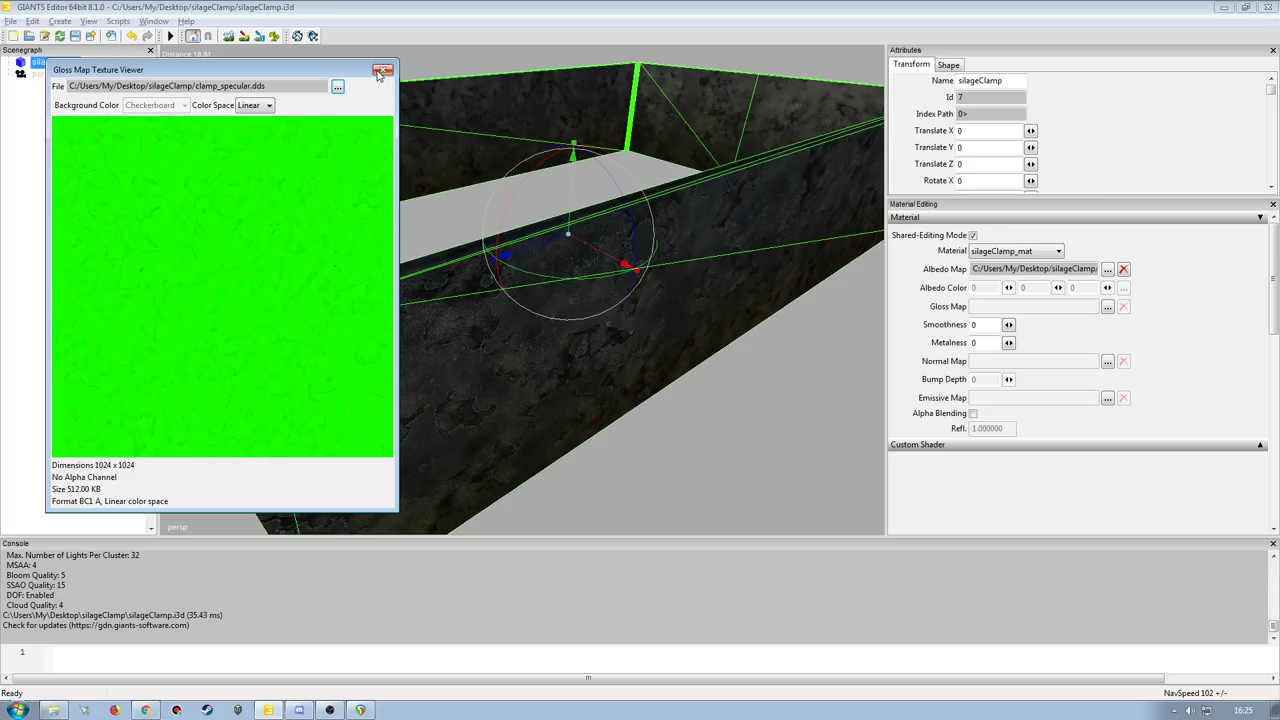 GIANTS Editor 64bit 8.1.0 - C:/Users/My/Desktop/silageClamp/silageClamp.i3d
File Edit Create View Scripts Window Help
Scenegraph
Distance 18.81
Gloss Map Texture Viewer
File C:/Users/My/Desktop/silageClamp/clamp_specular.dds ...
Background Color Checkerboard Color Space Linear
Dimensions 1024 x 1024
No Alpha Channel
Size 512.00 KB
Format BC1 A, Linear color space
persp
Attributes
Transform Shape
Name silageClamp
Id 7
Index Path 0>
Translate X 0
Translate Y 0
Translate Z 0
Rotate X 0
Material Editing
Material
Shared-Editing Mode
Material silageClamp_mat
Albedo Map C:/Users/My/Desktop/silageClamp/ ...
Albedo Color 0 0 0 ...
Gloss Map ...
Smoothness 0
Metalness 0
Normal Map ...
Bump Depth 0
Emissive Map ...
Alpha Blending
Refl. 1.000000
Custom Shader
Console
Max. Number of Lights Per Cluster: 32
MSAA: 4
Bloom Quality: 5
SSAO Quality: 15
DOF: Enabled
Cloud Quality: 4
C:\Users\My\Desktop\silageClamp\silageClamp.i3d (35.43 ms)
Check for updates (https://gdn.giants-software.com)
1
Ready
NavSpeed 102 +/-
16:25